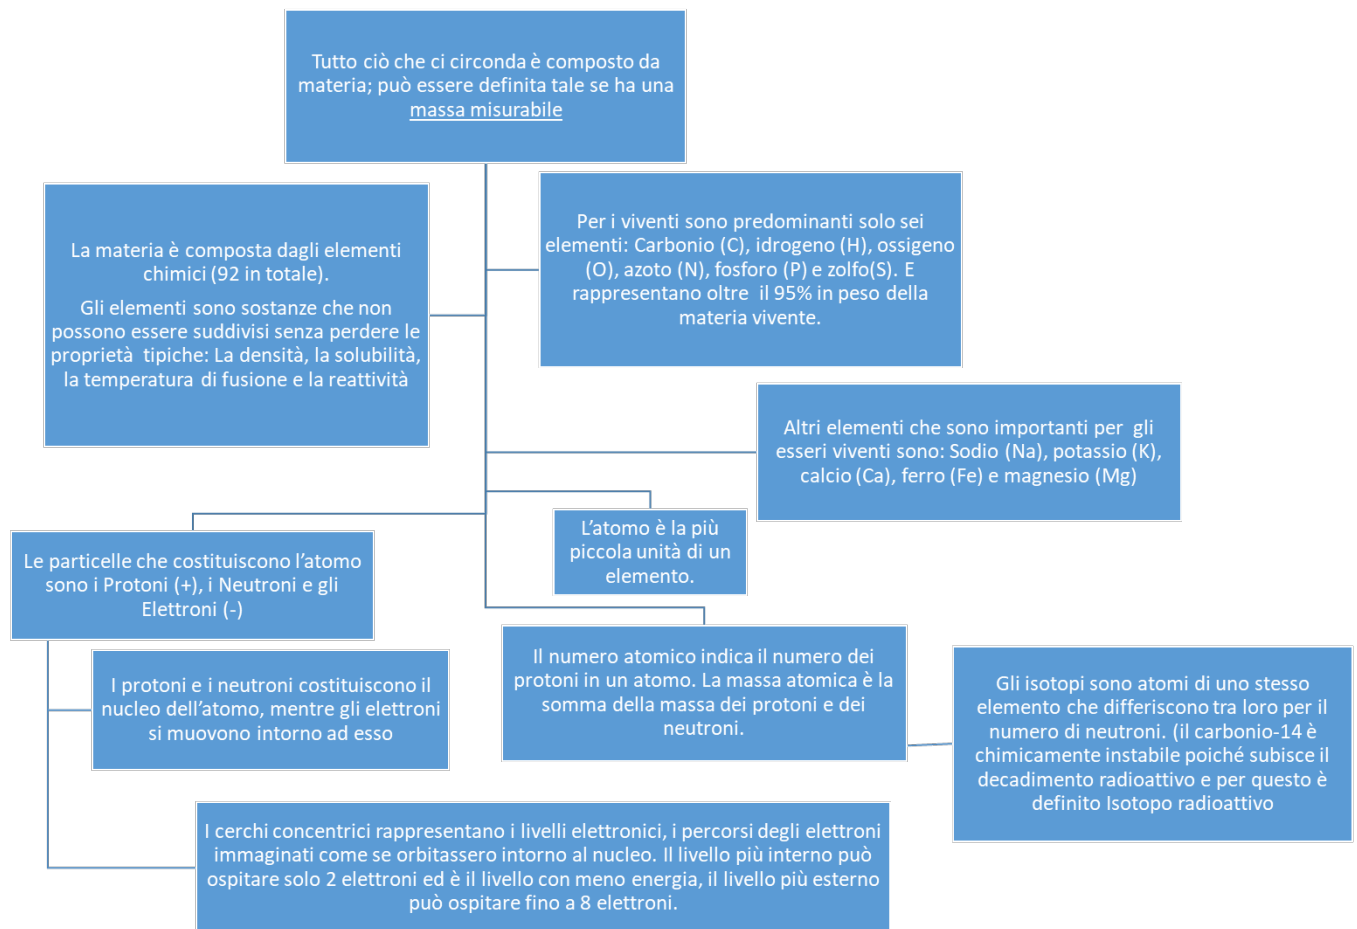 Tutto ciò che ci circonda è composto da
materia; può essere definita tale se ha una
massa misurabile
La materia è composta dagli elementi
chimici (92 in totale).
Gli elementi sono sostanze che non
possono essere suddivisi senza perdere le
proprietà tipiche: La densità, la solubilità,
la temperatura di fusione e la reattività
Per i viventi sono predominanti solo sei
elementi: Carbonio (C), idrogeno (H), ossigeno
(O), azoto (N), fosforo (P) e zolfo(S). E
rappresentano oltre il 95% in peso della
materia vivente.
Altri elementi che sono importanti per gli
esseri viventi sono: Sodio (Na), potassio (K),
calcio (Ca), ferro (Fe) e magnesio (Mg)
L’atomo è la più
piccola unità di un
elemento.
Le particelle che costituiscono l’atomo
sono i Protoni (+), i Neutroni e gli
Elettroni (-)
I protoni e i neutroni costituiscono il
nucleo dell’atomo, mentre gli elettroni
si muovono intorno ad esso
Il numero atomico indica il numero dei
protoni in un atomo. La massa atomica è la
somma della massa dei protoni e dei
neutroni.
Gli isotopi sono atomi di uno stesso
elemento che differiscono tra loro per il
numero di neutroni. (il carbonio-14 è
chimicamente instabile poiché subisce il
decadimento radioattivo e per questo è
definito Isotopo radioattivo
I cerchi concentrici rappresentano i livelli elettronici, i percorsi degli elettroni
immaginati come se orbitassero intorno al nucleo. Il livello più interno può
ospitare solo 2 elettroni ed è il livello con meno energia, il livello più esterno
può ospitare fino a 8 elettroni.